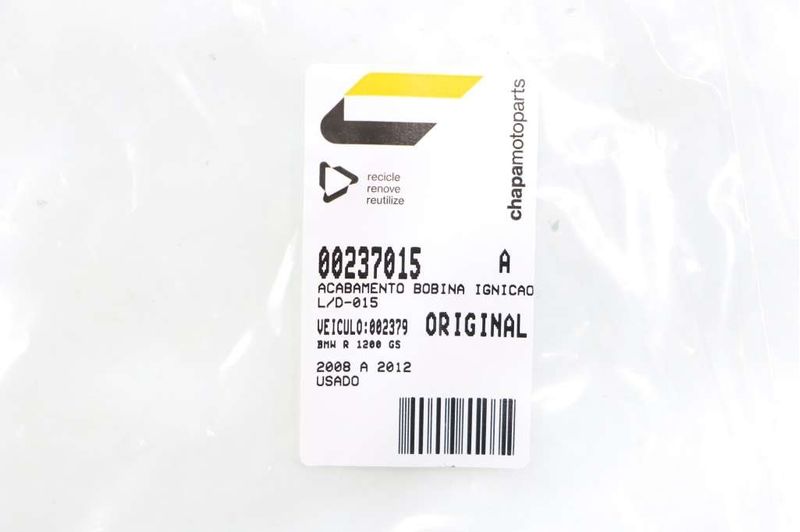 chapamotoparts
recicle
renove
reutilize
00237015 A
ACABAMENTO BOBINA IGNICAO
L/D-015
VEICULO:002379 ORIGINAL
BMW R 1200 GS
2008 A 2012
USADO